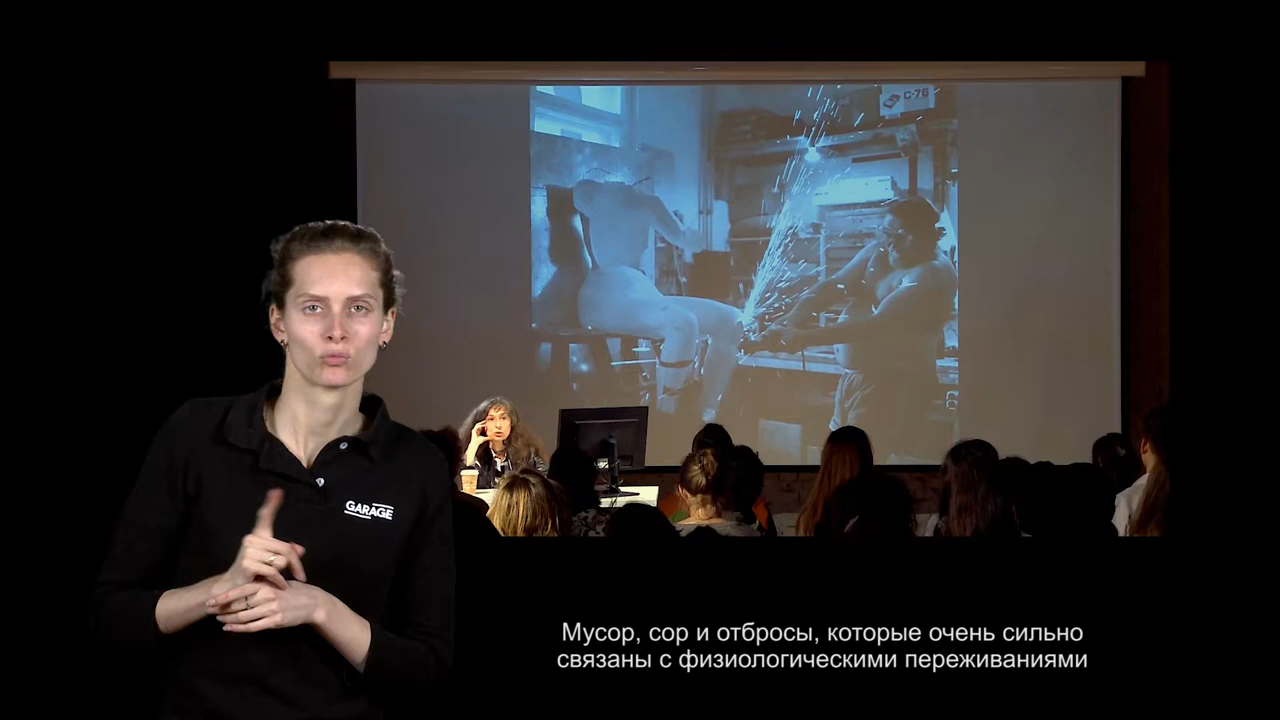 C-76
GARAGE
Мусор, сор и отбросы, которые очень сильно
связаны с физиологическими переживаниями